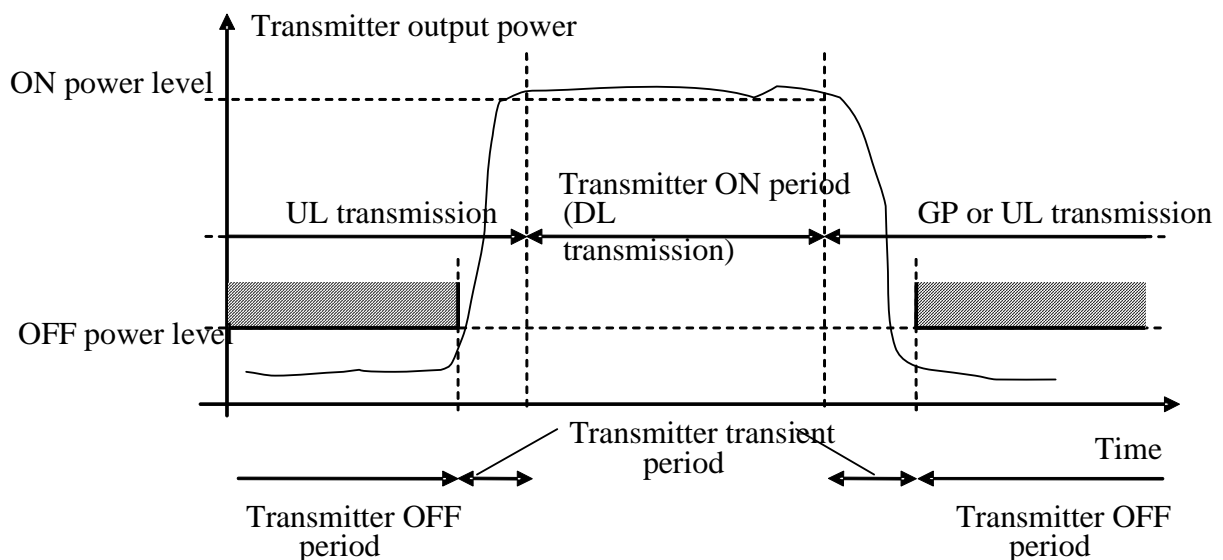 Transmitter output power
ON power level
Transmitter ON period
(DL
transmission)
UL transmission
GP or UL transmission
OFF power level
Transmitter transient
period
Time
Transmitter OFF
period
Transmitter OFF
period